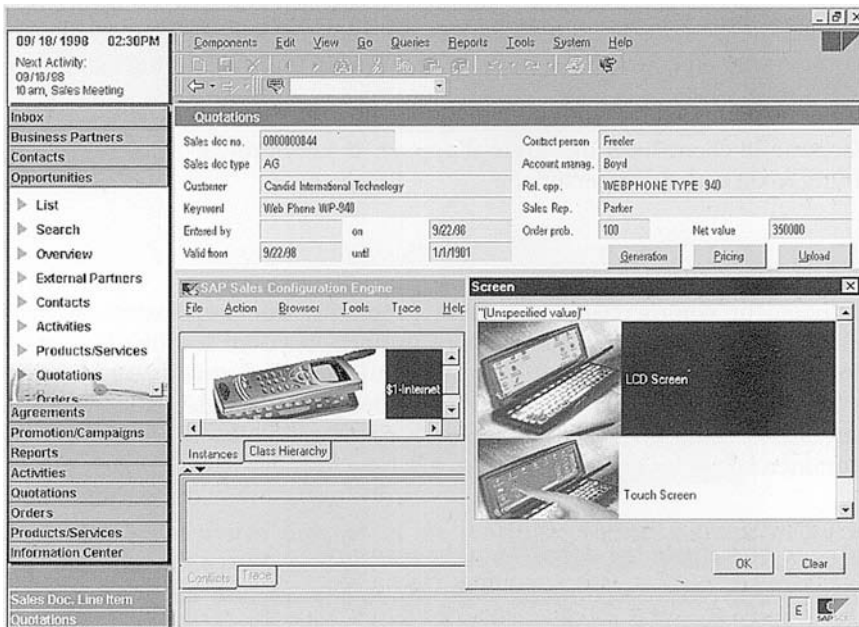 09/18/1998 02:30PM
Next Activity:
09/18/98
10 am, Sales Meeting
Inbox
Business Partners
Contacts
Opportunities
List
Search
Overview
External Partners
Contacts
Activities
Products/Services
Quotations
Orders
Agreements
Promotion/Campaigns
Reports
Activities
Quotations
Orders
Products/Services
Information Center
Sales Doc. Line Item
Quotations
Components Edit View Go Queries Reports Tools System Help
Quotations
Sales doc no. 0000000844 Contact person Freeler
Sales doc type AG Account manag. Boyd
Customer Candid International Technology Rel. opp. WEBPHONE TYPE 940
Keyword Web Phone WP-940 Sales Rep. Parker
Entered by on 9/22/98 Order prob. 100 Net value 350000
Valid from 9/22/98 until 1/1/1901 Generation Pricing Upload
SAP Sales Configuration Engine
File Action Browser Tools Trace Help
$1-Internet
Instances Class Hierarchy
Conflicts Trace
Screen
"(Unspecified value)"
LCD Screen
Touch Screen
OK Clear
E SAP